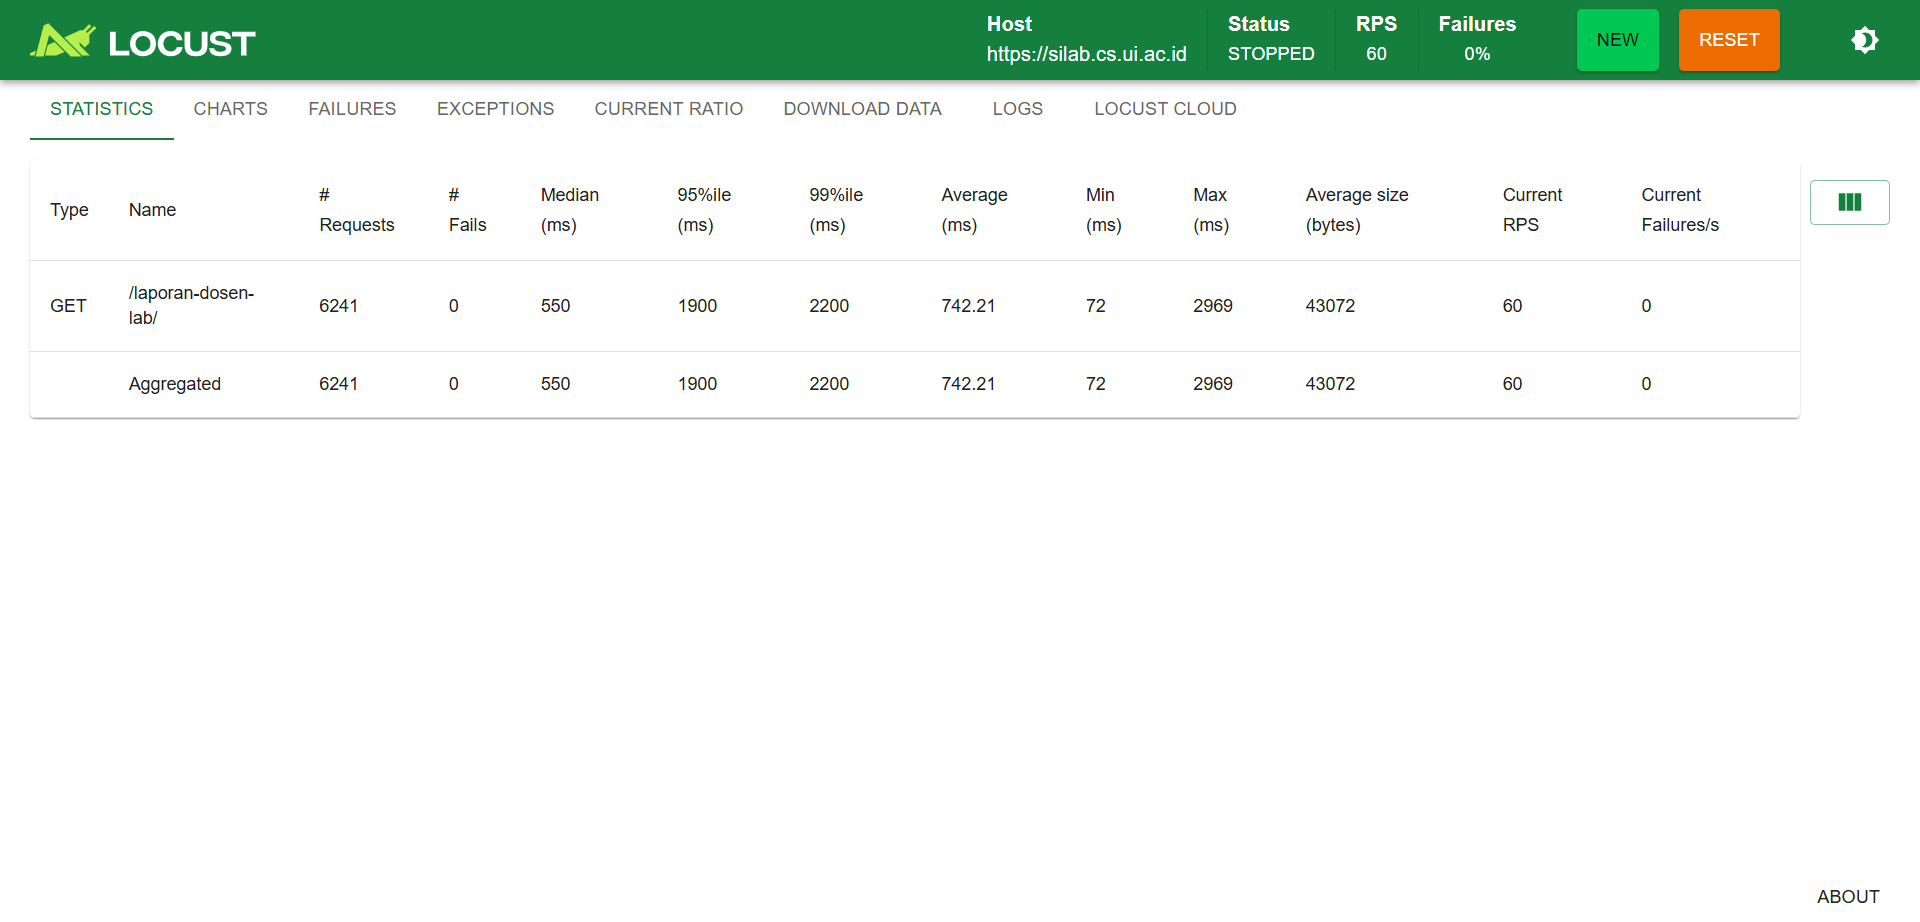 LOCUST
Host
https://silab.cs.ui.ac.id
Status
STOPPED
RPS
60
Failures
0%
NEW
RESET
STATISTICS CHARTS FAILURES EXCEPTIONS CURRENT RATIO DOWNLOAD DATA LOGS LOCUST CLOUD
Type Name # Requests # Fails Median (ms) 95%ile (ms) 99%ile (ms) Average (ms) Min (ms) Max (ms) Average size (bytes) Current RPS Current Failures/s
GET /laporan-dosen-lab/ 6241 0 550 1900 2200 742.21 72 2969 43072 60 0
Aggregated 6241 0 550 1900 2200 742.21 72 2969 43072 60 0
ABOUT